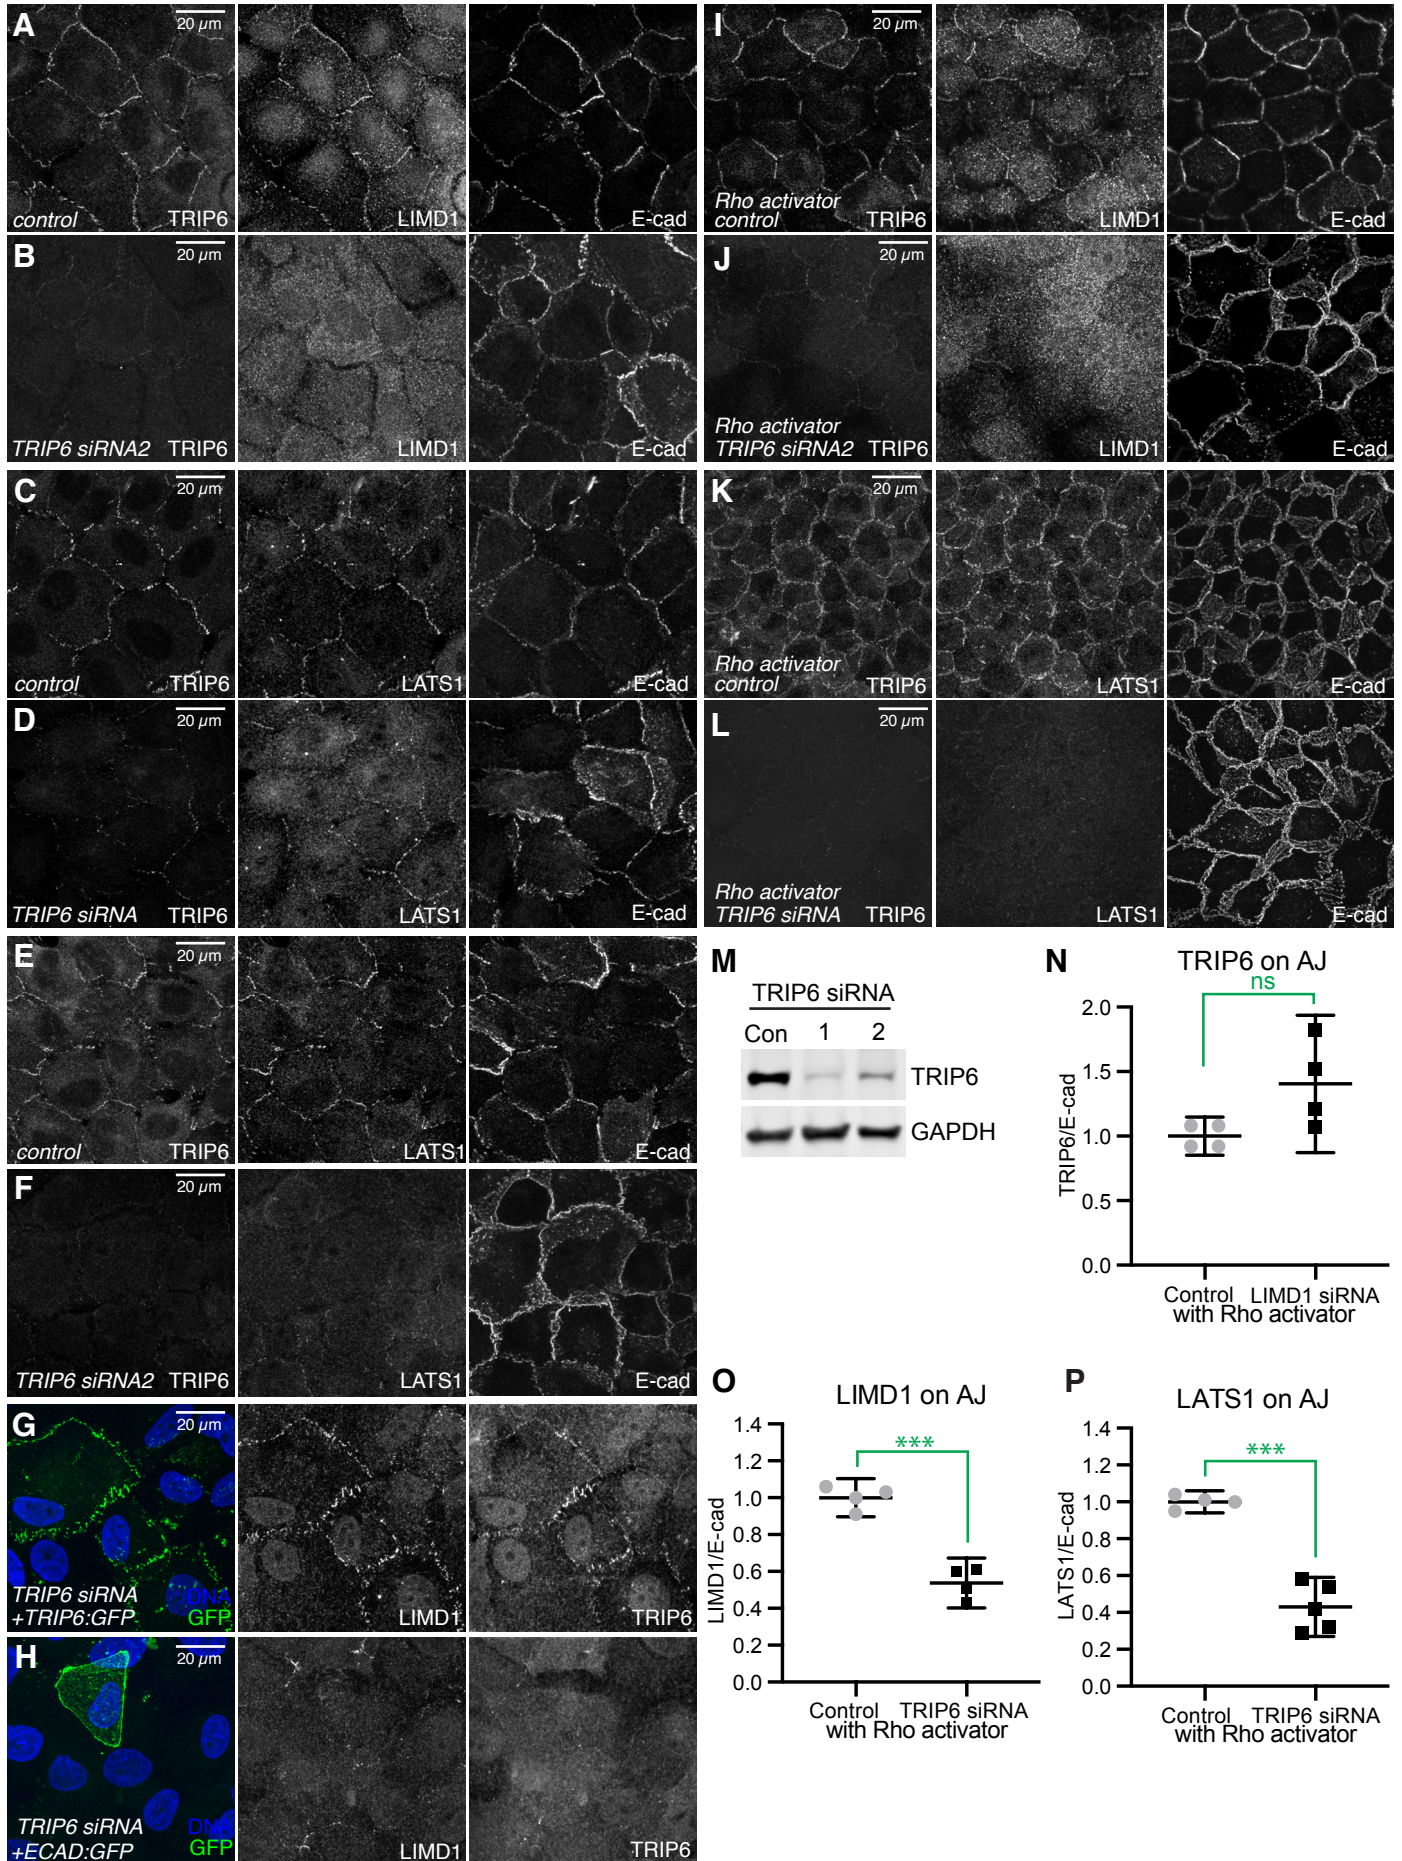 A
20 µm
control
TRIP6
LIMD1
E-cad
B
20 µm
TRIP6 siRNA2
TRIP6
LIMD1
E-cad
C
20 µm
control
TRIP6
LATS1
E-cad
D
20 µm
TRIP6 siRNA
TRIP6
LATS1
E-cad
E
20 µm
control
TRIP6
LATS1
E-cad
F
20 µm
TRIP6 siRNA2
TRIP6
LATS1
E-cad
G
20 µm
TRIP6 siRNA
+TRIP6:GFP
DNA
GFP
LIMD1
TRIP6
H
20 µm
TRIP6 siRNA
+ECAD:GFP
DNA
GFP
LIMD1
TRIP6
I
20 µm
Rho activator
control
TRIP6
LIMD1
E-cad
J
20 µm
Rho activator
TRIP6 siRNA2
TRIP6
LIMD1
E-cad
K
20 µm
Rho activator
control
TRIP6
LATS1
E-cad
L
20 µm
Rho activator
TRIP6 siRNA
TRIP6
LATS1
E-cad
M
TRIP6 siRNA
Con 1 2
TRIP6
GAPDH
N
TRIP6 on AJ
ns
TRIP6/E-cad
2.0
1.5
1.0
0.5
0.0
Control LIMD1 siRNA
with Rho activator
O
LIMD1 on AJ
***
LIMD1/E-cad
1.4
1.2
1.0
0.8
0.6
0.4
0.2
0.0
Control TRIP6 siRNA
with Rho activator
P
LATS1 on AJ
***
LATS1/E-cad
1.4
1.2
1.0
0.8
0.6
0.4
0.2
0.0
Control TRIP6 siRNA
with Rho activator